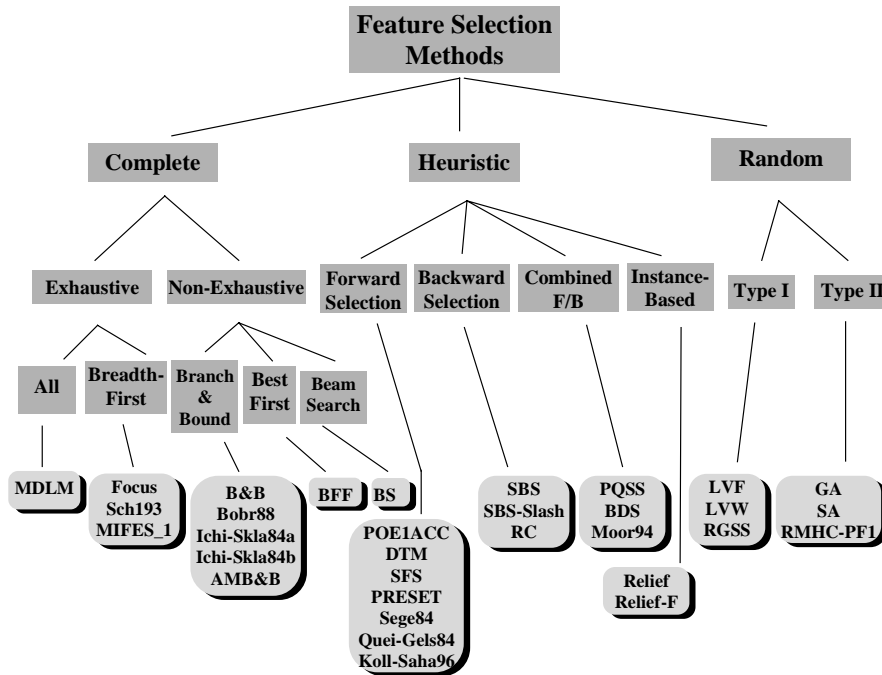 Feature Selection
Methods
Complete
Heuristic
Random
Exhaustive
Non-Exhaustive
Forward
Selection
Backward
Selection
Combined
F/B
Instance-
Based
Type I
Type II
All
Breadth-
First
Branch
&
Bound
Best
First
Beam
Search
MDLM
Focus
Sch193
MIFES_1
B&B
Bobr88
Ichi-Skla84a
Ichi-Skla84b
AMB&B
BFF
BS
POE1ACC
DTM
SFS
PRESET
Sege84
Quei-Gels84
Koll-Saha96
SBS
SBS-Slash
RC
PQSS
BDS
Moor94
Relief
Relief-F
LVF
LVW
RGSS
GA
SA
RMHC-PF1